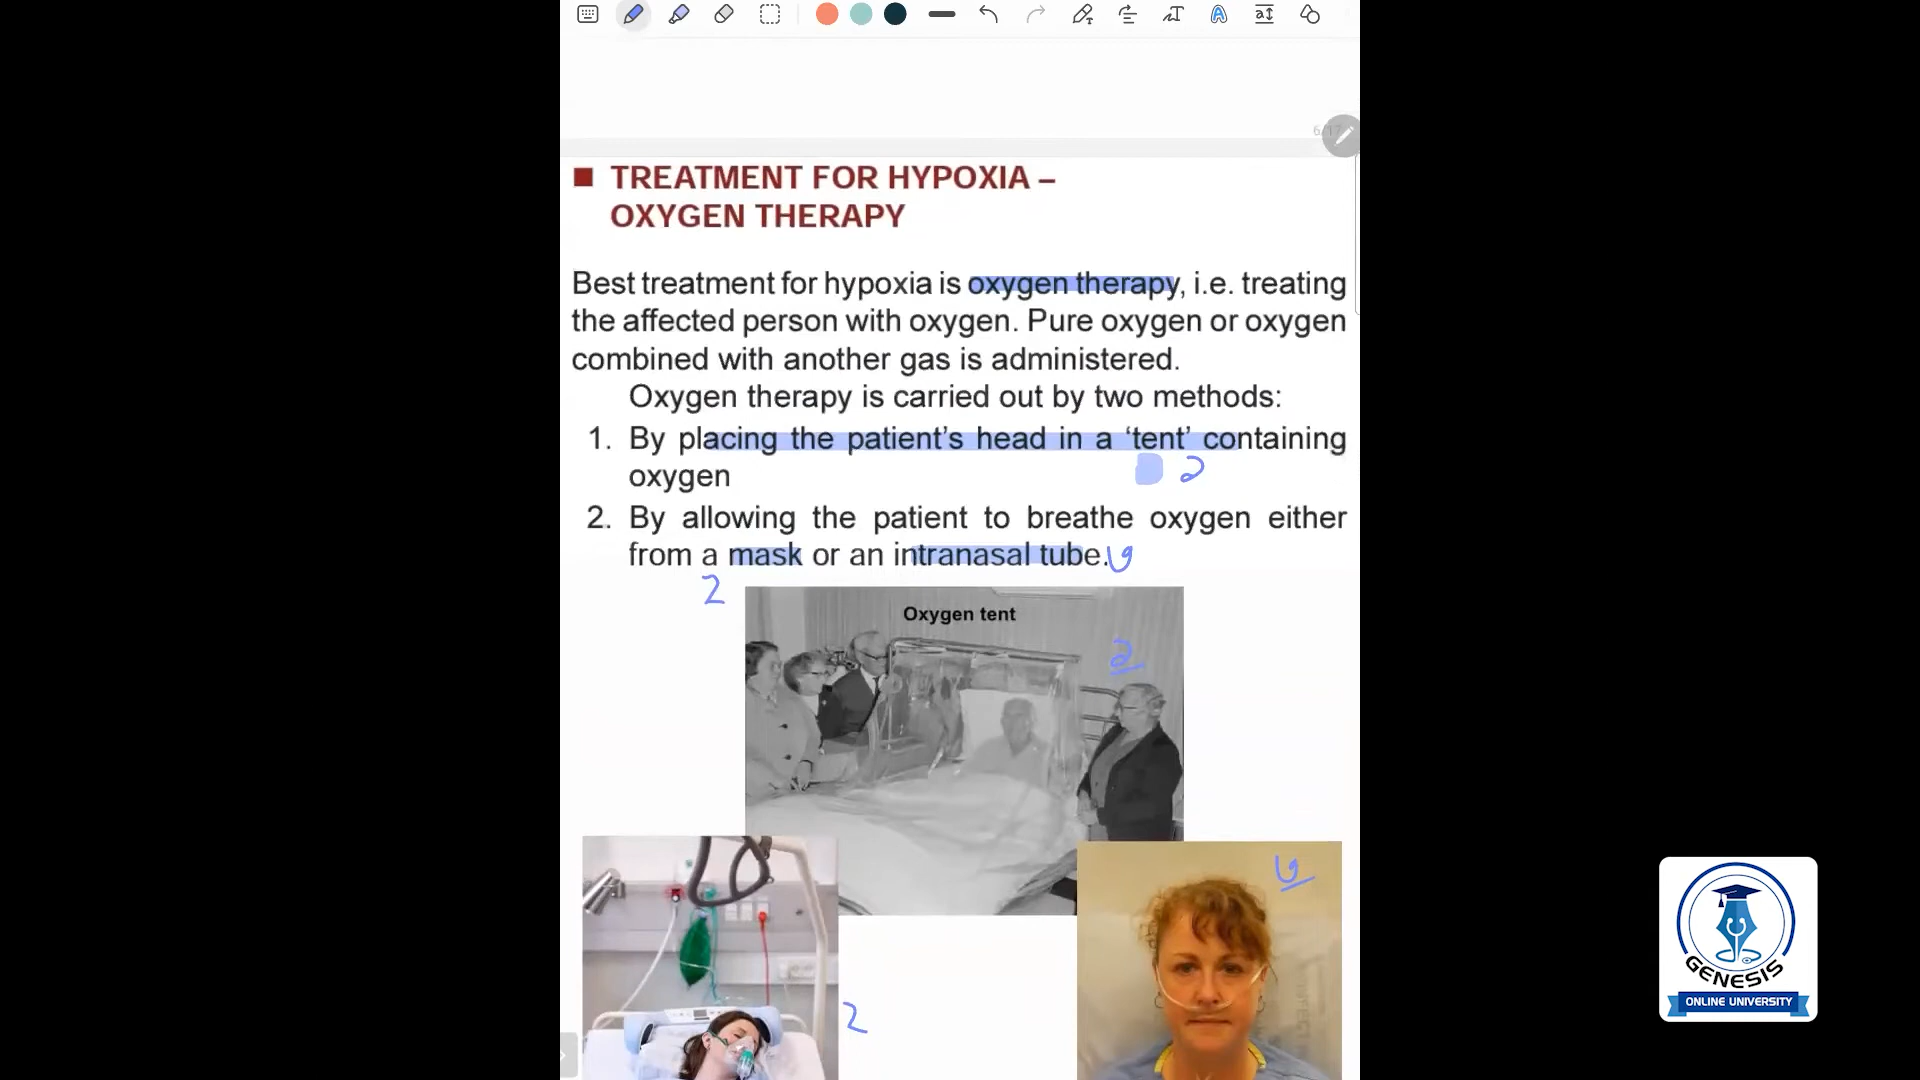 6/17
TREATMENT FOR HYPOXIA –
OXYGEN THERAPY
Best treatment for hypoxia is oxygen therapy, i.e. treating
the affected person with oxygen. Pure oxygen or oxygen
combined with another gas is administered.
Oxygen therapy is carried out by two methods:
1. By placing the patient's head in a ‘tent’ containing
oxygen
2. By allowing the patient to breathe oxygen either
from a mask or an intranasal tube.
Oxygen tent
GENESIS
ONLINE UNIVERSITY